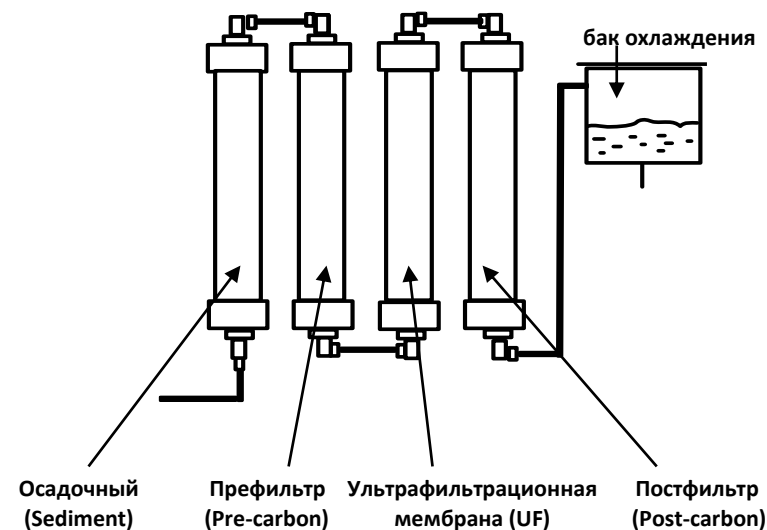 бак охлаждения
Осадочный
(Sediment)
Префильтр
(Pre-carbon)
Ультрафильтрационная
мембрана (UF)
Постфильтр
(Post-carbon)